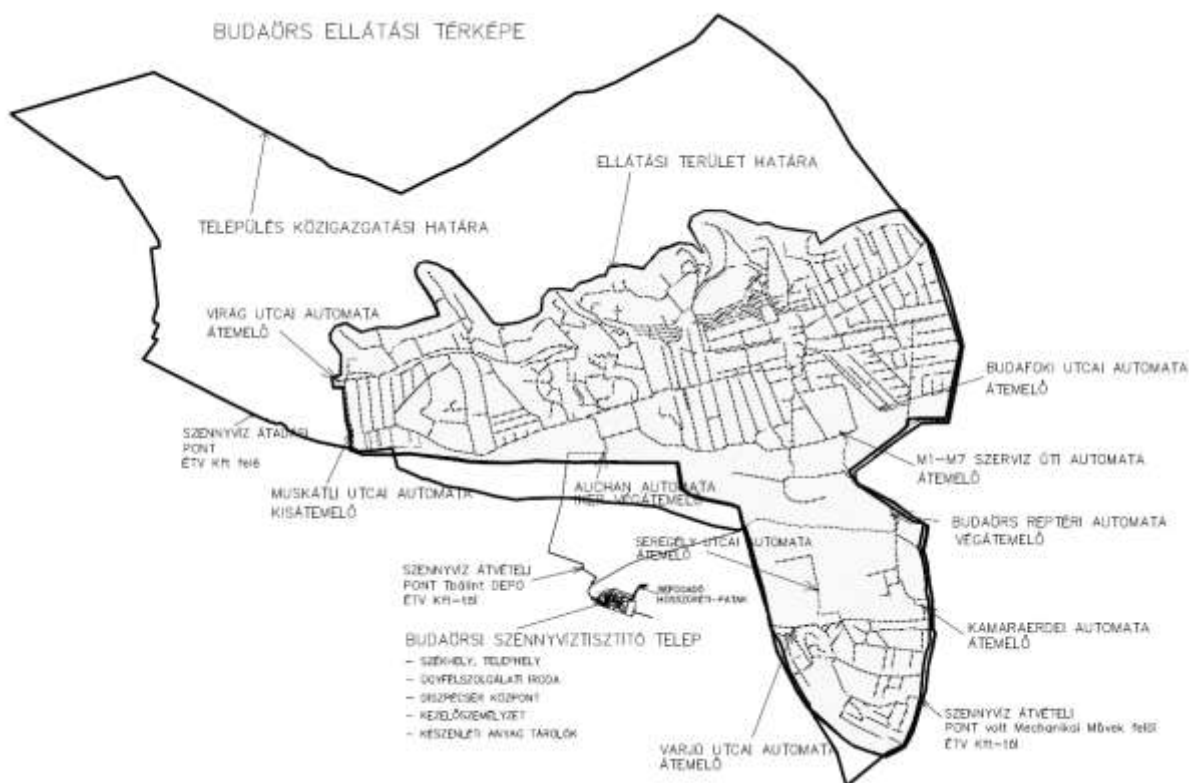 BUDAÖRS ELLÁTÁSI TÉRKÉPE
ELLÁTÁSI TERÜLET HATÁRA
TELEPÜLÉS KÖZIGAZGATÁSI HATÁRA
VIRÁG UTCAI AUTOMATA
ÁTEMELŐ
BUDAFOKI UTCAI AUTOMATA
ÁTEMELŐ
SZENNYVÍZ ÁTADÁSI
PONT
ÉTV Kft felé
M1-M7 SZERVIZ ÚTI AUTOMATA
ÁTEMELŐ
MUSKÁTLI UTCAI AUTOMATA
KISÁTEMELŐ
AUCHAN AUTOMATA
IKER VÉGÁTEMELŐ
BUDAÖRS REPTÉRI AUTOMATA
VÉGÁTEMELŐ
SEREGÉLY UTCAI AUTOMATA
ÁTEMELŐ
SZENNYVÍZ ÁTVÉTELI
PONT Tbálint DEPO
ÉTV Kft-től
BEFOGADÓ
HOSSZÚRÉTI-PATAK
KAMARAERDEI AUTOMATA
ÁTEMELŐ
BUDAÖRSI SZENNYVÍZTISZTÍTÓ TELEP
- SZÉKHELY, TELEPHELY
- ÜGYFÉLSZOLGÁLATI IRODA
- DISZPÉCSER KÖZPONT
- KEZELŐSZEMÉLYZET
- KÉSZENLÉTI ANYAG TÁROLÓK
SZENNYVÍZ ÁTVÉTELI
PONT volt Mechanikai Művek felől
ÉTV Kft-től
VARJÚ UTCAI AUTOMATA
ÁTEMELŐ